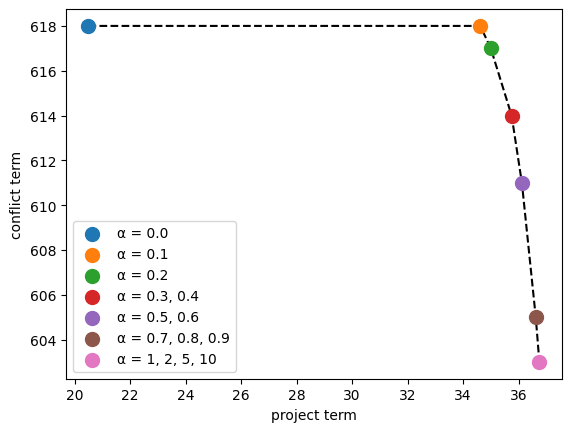 618
616
614
612
610
608
606
604
conflict term
α = 0.0
α = 0.1
α = 0.2
α = 0.3, 0.4
α = 0.5, 0.6
α = 0.7, 0.8, 0.9
α = 1, 2, 5, 10
20 22 24 26 28 30 32 34 36
project term